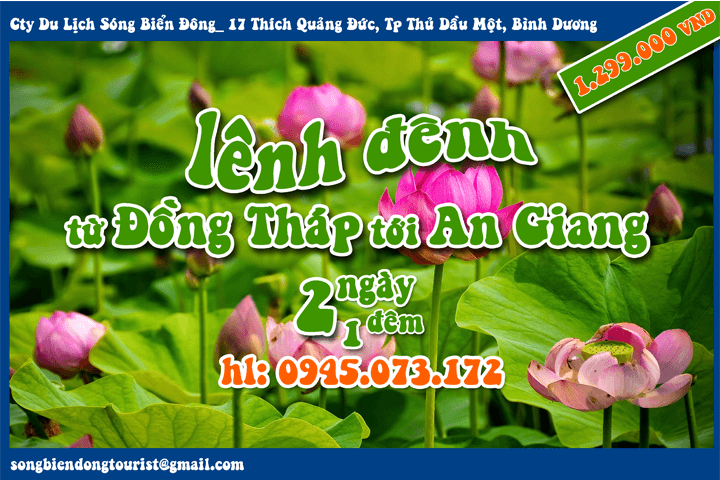 Cty Du Lịch Sóng Biển Đông_ 17 Thích Quảng Đức, Tp Thủ Dầu Một, Bình Dương
1.299.000 VND
lênh đênh
từ Đồng Tháp tới An Giang
2 ngày
1 đêm
hl: 0945.073.172
songbiendongtourist@gmail.com